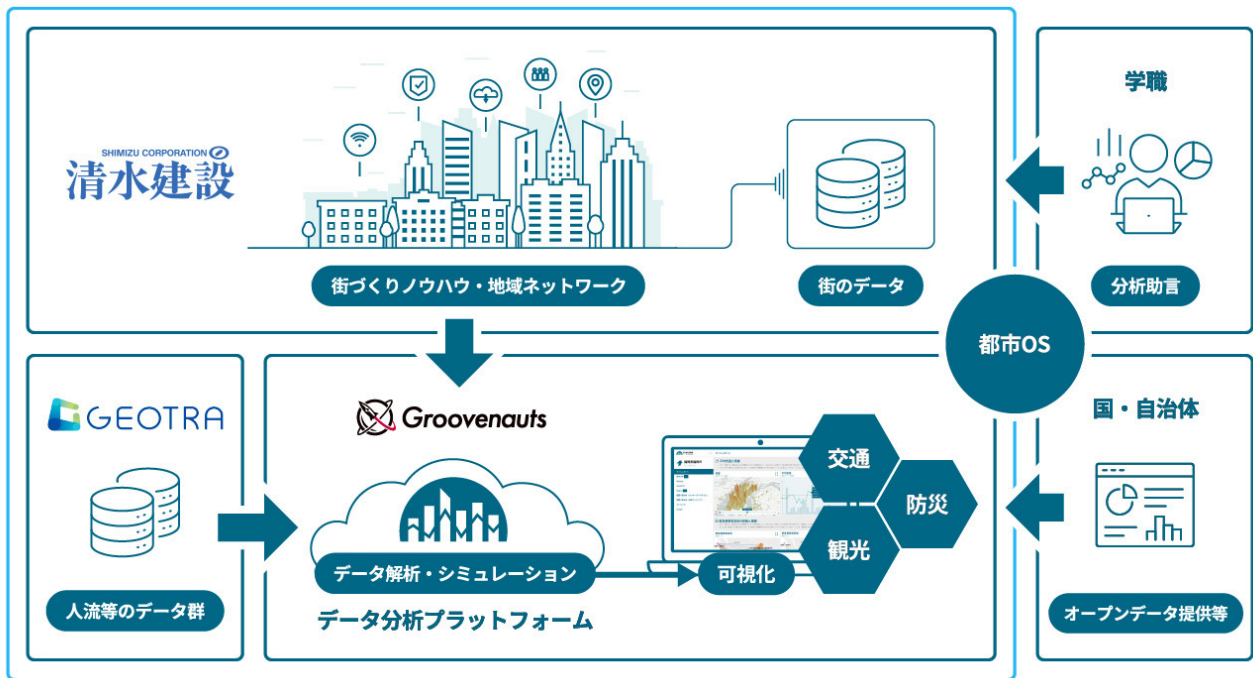 SHIMIZU CORPORATION
清水建設
街づくりノウハウ・地域ネットワーク
街のデータ
学職
分析助言
都市OS
GEOTRA
人流等のデータ群
Groovenauts
データ解析・シミュレーション
可視化
交通
防災
観光
データ分析プラットフォーム
国・自治体
オープンデータ提供等